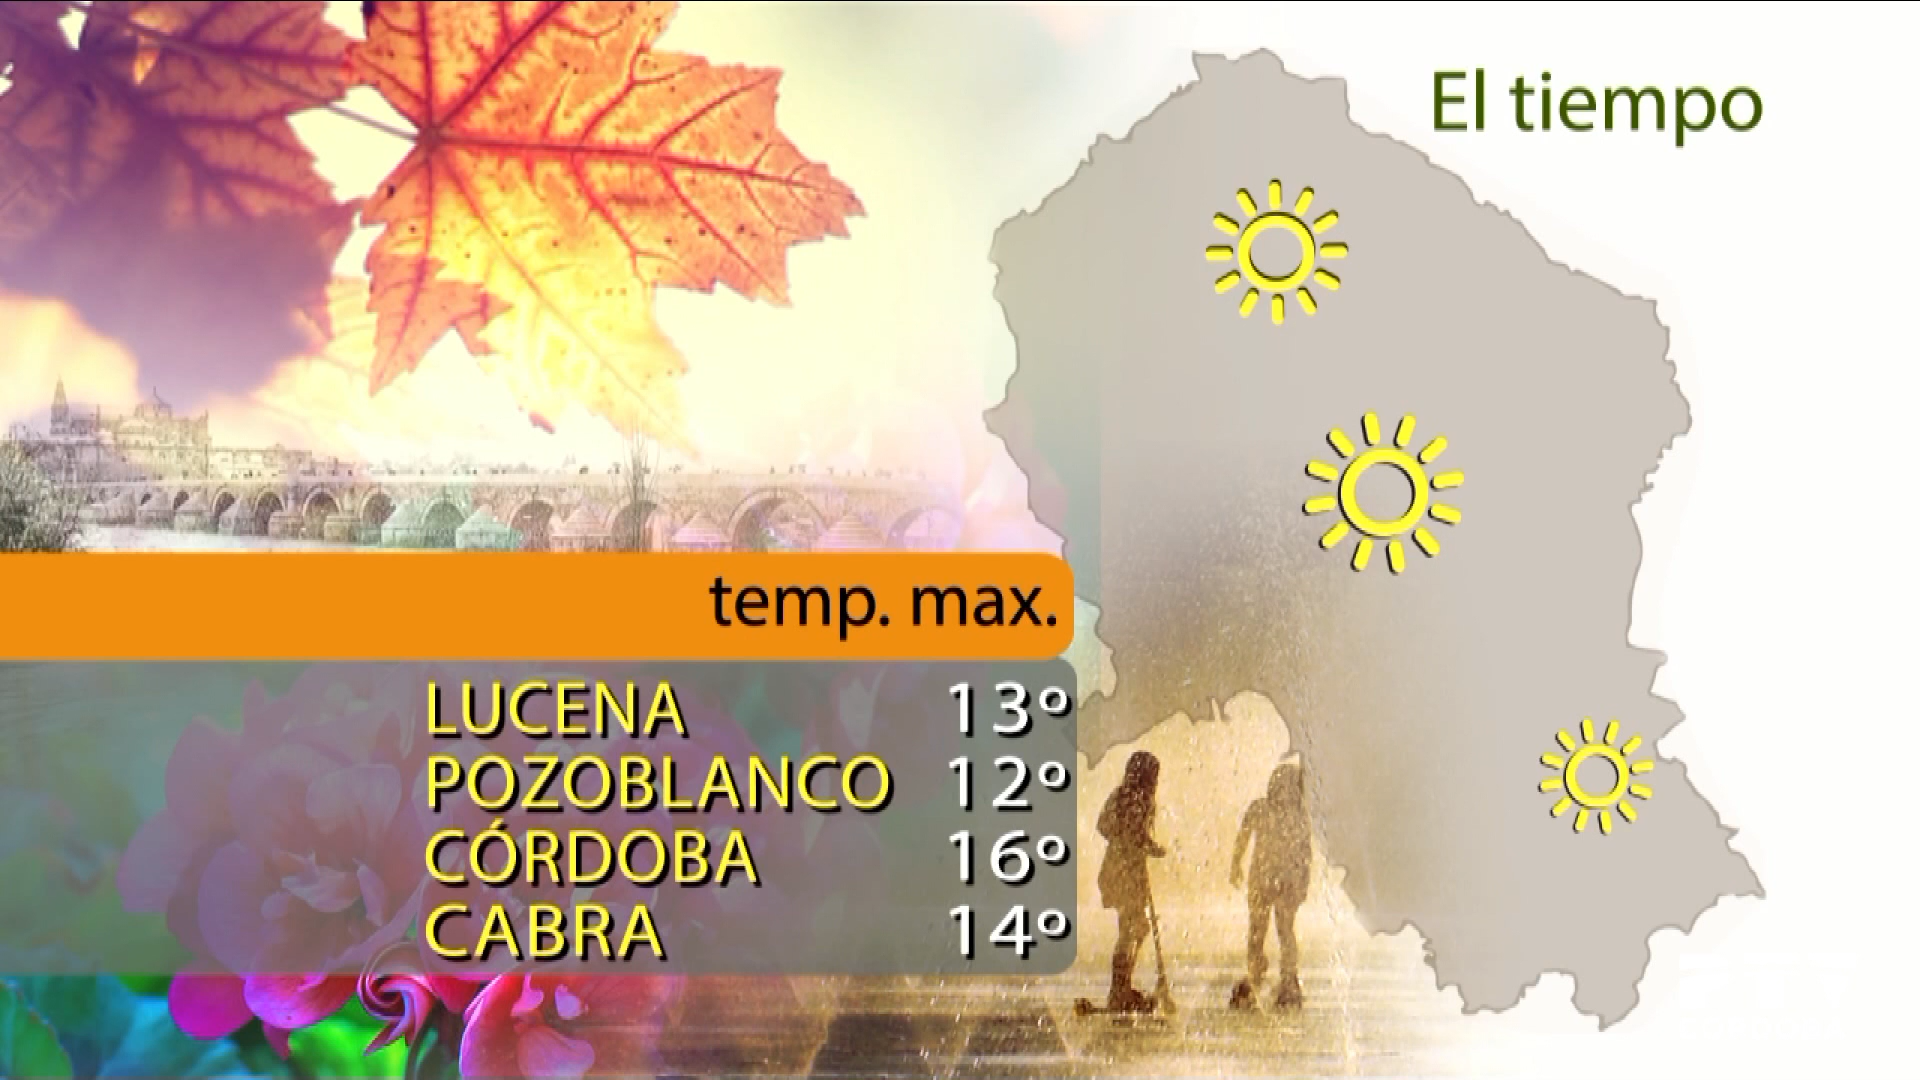 El tiempo
temp. max.
LUCENA 13º
POZOBLANCO 12º
CÓRDOBA 16º
CABRA 14º